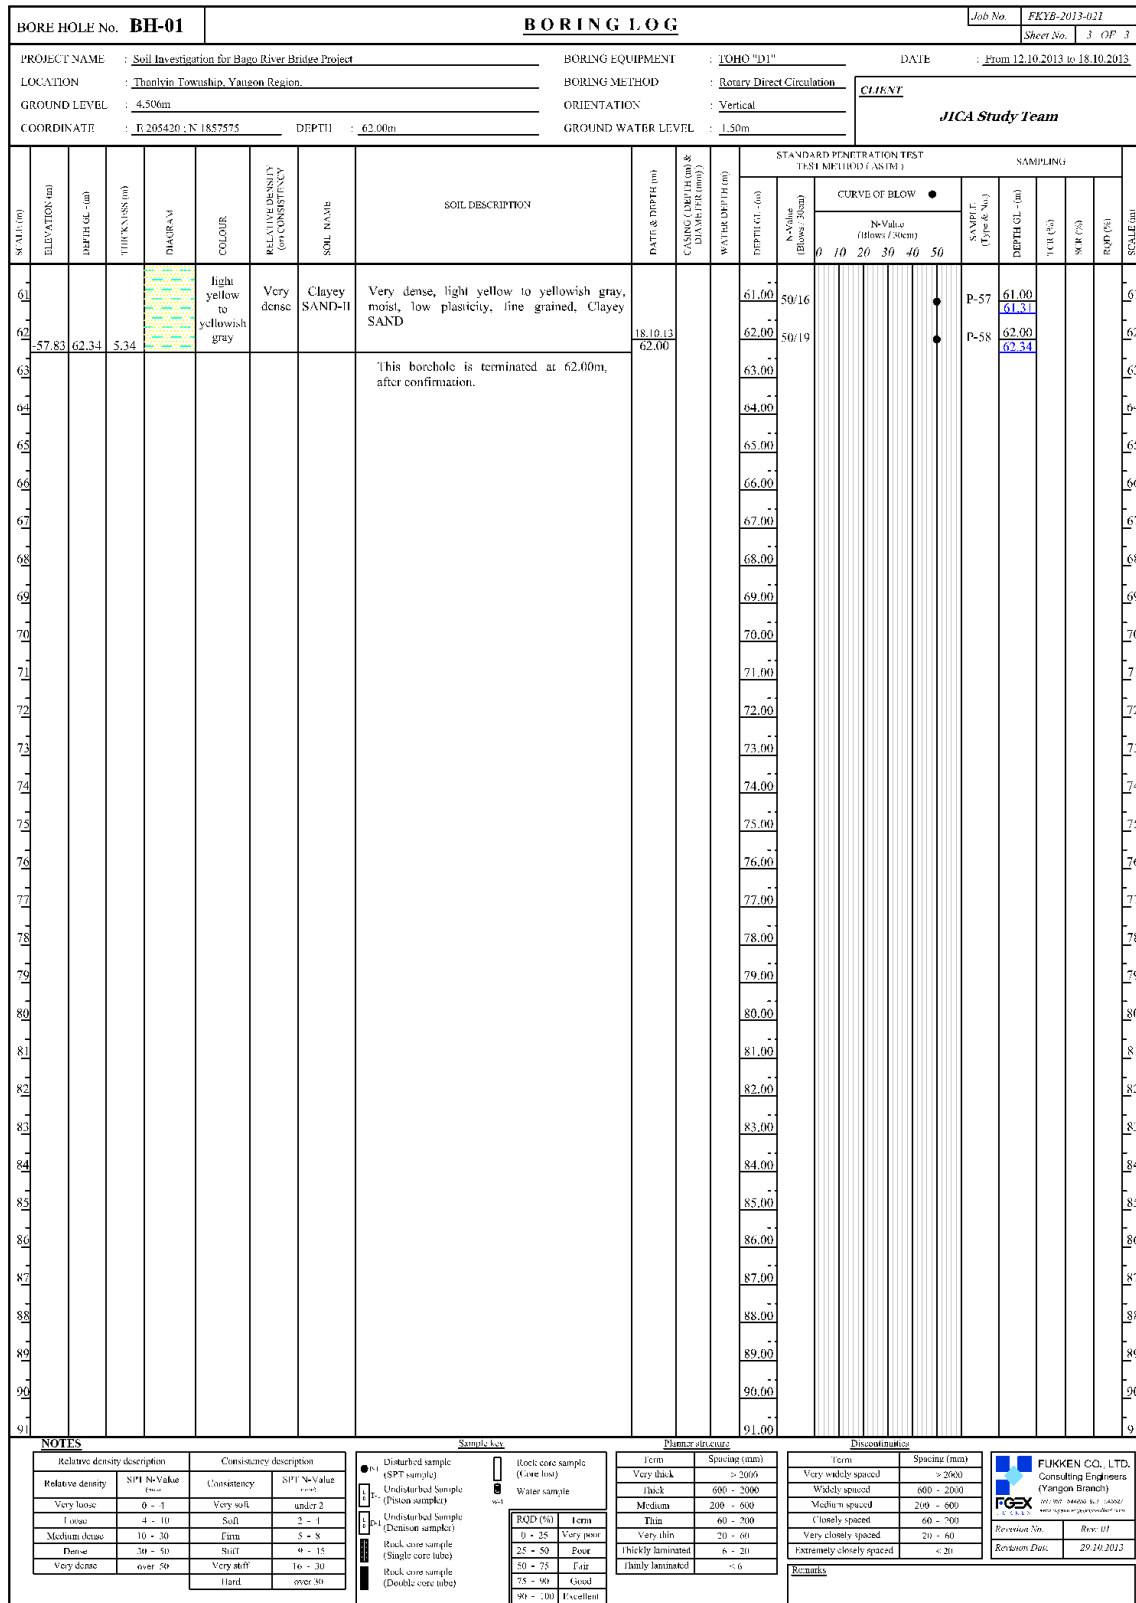 BORE HOLE No. BH-01
BORING LOG
Job No. FKYB-2013-021
Sheet No. 3 OF 3
PROJECT NAME : Soil Investigation for Bago River Bridge Project
BORING EQUIPMENT : TOHO "D1"
DATE : From 12.10.2013 to 18.10.2013
LOCATION : Thanlyin Township, Yangon Region.
BORING METHOD : Rotary Direct Circulation
CLIENT
GROUND LEVEL : 4.506m
ORIENTATION : Vertical
JICA Study Team
COORDINATE : E 205420 ; N 1857575 DEPTH : 62.00m
GROUND WATER LEVEL : 1.50m
SCALE (m)
ELEVATION (m)
DEPTH GL - (m)
THICKNESS (m)
DIAGRAM
COLOUR
RELATIVE DENSITY (or) CONSISTENCY
SOIL NAME
SOIL DESCRIPTION
DATE & DEPTH (m)
CASING ( DEPTH (m) & DIAMETER (mm) )
WATER DEPTH (m)
STANDARD PENETRATION TEST
TEST METHOD ( ASTM )
DEPTH GL - (m)
N-Value (Blows / 30cm)
CURVE OF BLOW
N-Value
(Blows / 30cm)
0 10 20 30 40 50
SAMPLING
SAMPLE (Type & No.)
DEPTH GL - (m)
TCR (%)
SCR (%)
RQD (%)
SCALE (m)
light
yellow
to
yellowish
gray
Very
dense
Clayey
SAND-II
Very dense, light yellow to yellowish gray,
moist, low plasticity, fine grained, Clayey
SAND
61 61.00 50/16 P-57 61.00
61.31
62 18.10.13 62.00 50/19 P-58 62.00
-57.83 62.34 5.34 62.00 62.34
This borehole is terminated at 62.00m,
after confirmation.
63 63.00
64 64.00
65 65.00
66 66.00
67 67.00
68 68.00
69 69.00
70 70.00
71 71.00
72 72.00
73 73.00
74 74.00
75 75.00
76 76.00
77 77.00
78 78.00
79 79.00
80 80.00
81 81.00
82 82.00
83 83.00
84 84.00
85 85.00
86 86.00
87 87.00
88 88.00
89 89.00
90 90.00
91 91.00
NOTES
Relative density description
Relative density SPT N-Value
Very loose 0 - 4
Loose 4 - 10
Medium dense 10 - 30
Dense 30 - 50
Very dense over 50
Consistency description
Consistency SPT N-Value
Very soft under 2
Soft 2 - 4
Firm 5 - 8
Stiff 9 - 15
Very stiff 16 - 30
Hard over 30
Sample key
Disturbed sample
(SPT sample)
Undisturbed Sample
(Piston sampler)
Undisturbed Sample
(Denison sampler)
Rock core sample
(Single core tube)
Rock core sample
(Double core tube)
Rock core sample
(Core lost)
Water sample
W-1
RQD (%) Term
0 - 25 Very poor
25 - 50 Poor
50 - 75 Fair
75 - 90 Good
90 - 100 Excellent
Planner structure
Term Spacing (mm)
Very thick > 2000
Thick 600 - 2000
Medium 200 - 600
Thin 60 - 200
Very thin 20 - 60
Thickly laminated 6 - 20
Thinly laminated < 6
Discontinuities
Term Spacing (mm)
Very widely spaced > 2000
Widely spaced 600 - 2000
Medium spaced 200 - 600
Closely spaced 60 - 200
Very closely spaced 20 - 60
Extremely closely spaced < 20
Remarks
FUKKEN CO., LTD.
Consulting Engineers
(Yangon Branch)
FGEX
FUKKEN
Revision No. Rev: 01
Revision Date 29.10.2013